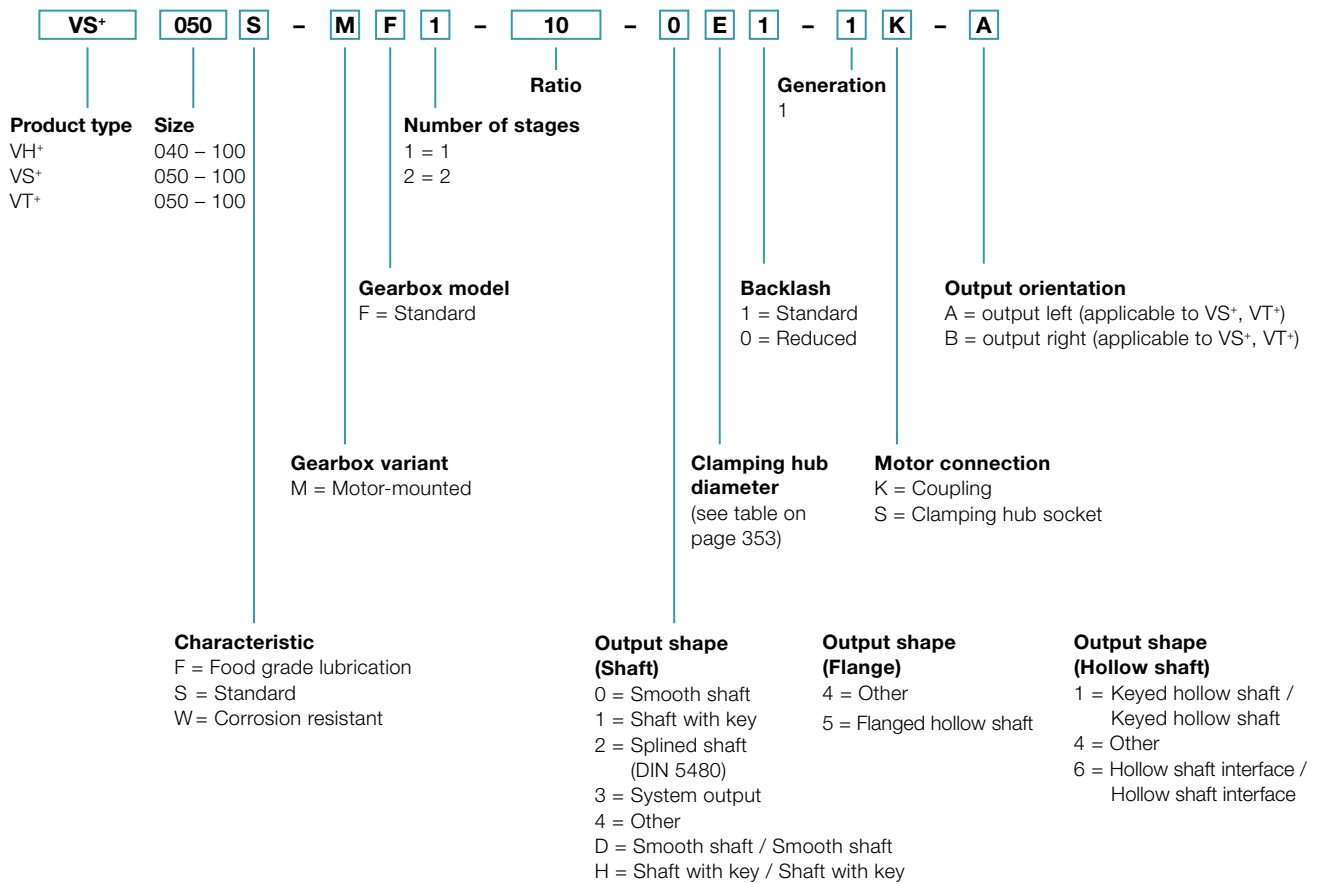 VS⁺ 050 S – M F 1 – 10 – 0 E 1 – 1 K – A
Ratio
Generation
1
Product type
VH⁺
VS⁺
VT⁺
Size
040 – 100
050 – 100
050 – 100
Number of stages
1 = 1
2 = 2
Gearbox model
F = Standard
Backlash
1 = Standard
0 = Reduced
Output orientation
A = output left (applicable to VS⁺, VT⁺)
B = output right (applicable to VS⁺, VT⁺)
Gearbox variant
M = Motor-mounted
Clamping hub
diameter
(see table on
page 353)
Motor connection
K = Coupling
S = Clamping hub socket
Characteristic
F = Food grade lubrication
S = Standard
W = Corrosion resistant
Output shape
(Shaft)
0 = Smooth shaft
1 = Shaft with key
2 = Splined shaft
(DIN 5480)
3 = System output
4 = Other
D = Smooth shaft / Smooth shaft
H = Shaft with key / Shaft with key
Output shape
(Flange)
4 = Other
5 = Flanged hollow shaft
Output shape
(Hollow shaft)
1 = Keyed hollow shaft /
Keyed hollow shaft
4 = Other
6 = Hollow shaft interface /
Hollow shaft interface